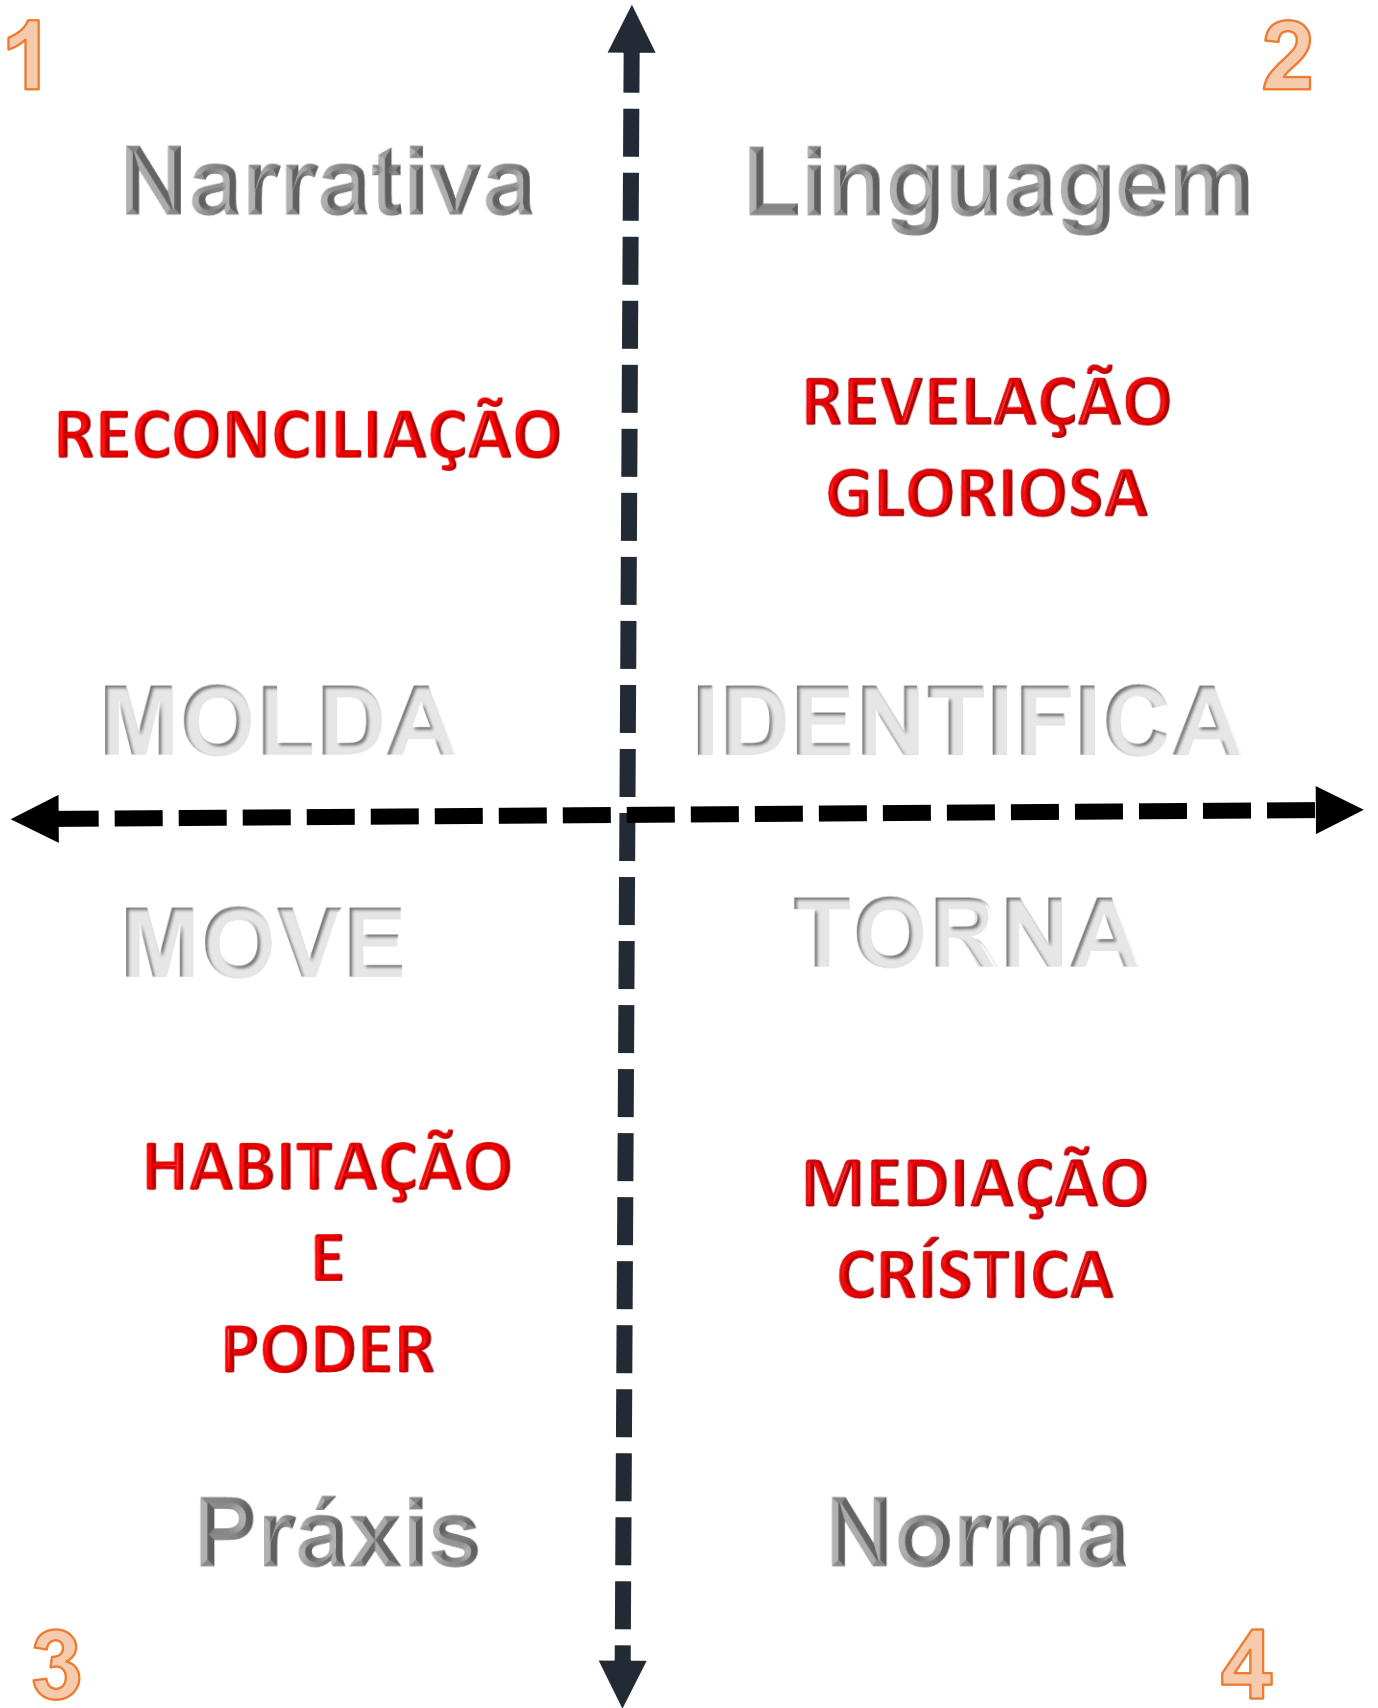 1
2
Narrativa
Linguagem
RECONCILIAÇÃO
REVELAÇÃO
GLORIOSA
MOLDA
IDENTIFICA
MOVE
TORNA
HABITAÇÃO
E
PODER
MEDIAÇÃO
CRÍSTICA
Práxis
Norma
3
4